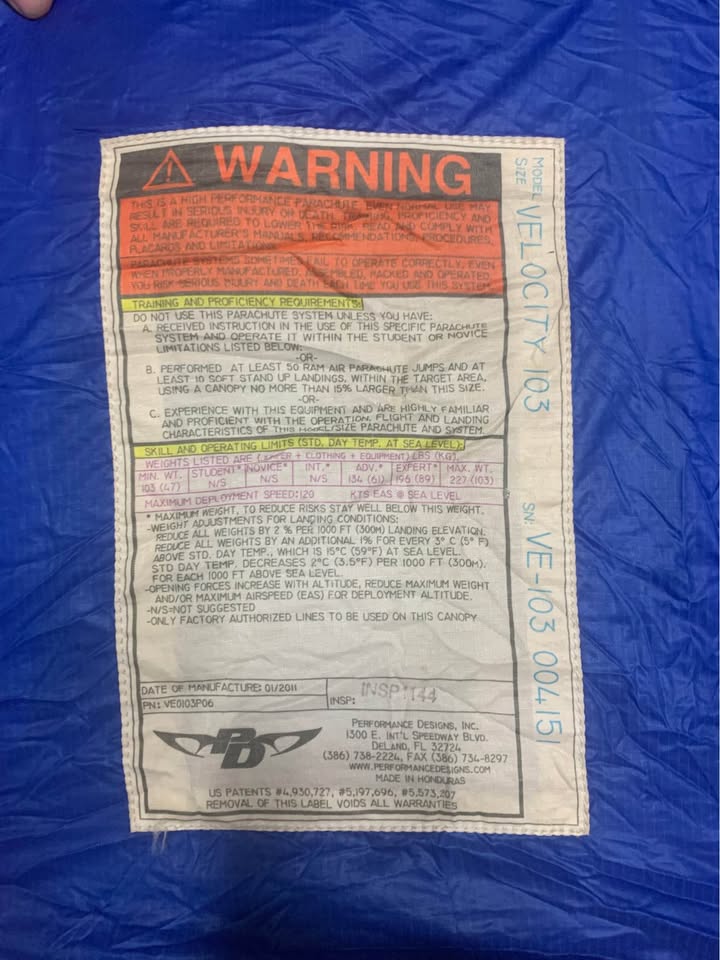 WARNING
THIS IS A HIGH PERFORMANCE PARACHUTE. EVEN NORMAL USE MAY
RESULT IN SERIOUS INJURY OR DEATH. TRAINING, PROFICIENCY AND
SKILL ARE REQUIRED TO LOWER THE RISK. READ AND COMPLY WITH
ALL MANUFACTURER'S MANUALS, RECOMMENDATIONS, PROCEDURES,
PLACARDS AND LIMITATIONS.
PARACHUTE SYSTEMS SOMETIMES FAIL TO OPERATE CORRECTLY, EVEN
WHEN PROPERLY MANUFACTURED, ASSEMBLED, PACKED AND OPERATED.
YOU RISK SERIOUS INJURY AND DEATH EACH TIME YOU USE THIS SYSTEM.
TRAINING AND PROFICIENCY REQUIREMENTS:
DO NOT USE THIS PARACHUTE SYSTEM UNLESS YOU HAVE:
A. RECEIVED INSTRUCTION IN THE USE OF THIS SPECIFIC PARACHUTE
SYSTEM AND OPERATE IT WITHIN THE STUDENT OR NOVICE
LIMITATIONS LISTED BELOW.
-OR-
B. PERFORMED AT LEAST 50 RAM AIR PARACHUTE JUMPS AND AT
LEAST 10 SOFT STAND UP LANDINGS, WITHIN THE TARGET AREA,
USING A CANOPY NO MORE THAN 15% LARGER THAN THIS SIZE.
-OR-
C. EXPERIENCE WITH THIS EQUIPMENT AND ARE HIGHLY FAMILIAR
AND PROFICIENT WITH THE OPERATION, FLIGHT AND LANDING
CHARACTERISTICS OF THIS MODEL/SIZE PARACHUTE AND SYSTEM.
SKILL AND OPERATING LIMITS (STD. DAY TEMP. AT SEA LEVEL):
WEIGHTS LISTED ARE (JUMPER + CLOTHING + EQUIPMENT) LBS (KG).
MIN. WT. STUDENT* NOVICE* INT.* ADV.* EXPERT* MAX. WT.
103 (47) N/S N/S N/S 134 (61) 196 (89) 227 (103)
MAXIMUM DEPLOYMENT SPEED: 120 KTS EAS @ SEA LEVEL
* MAXIMUM WEIGHT, TO REDUCE RISKS STAY WELL BELOW THIS WEIGHT.
-WEIGHT ADJUSTMENTS FOR LANDING CONDITIONS:
REDUCE ALL WEIGHTS BY 2 % PER 1000 FT (300M) LANDING ELEVATION.
REDUCE ALL WEIGHTS BY AN ADDITIONAL 1% FOR EVERY 3° C (5° F)
ABOVE STD. DAY TEMP., WHICH IS 15°C (59°F) AT SEA LEVEL.
STD DAY TEMP. DECREASES 2°C (3.5°F) PER 1000 FT (300M).
FOR EACH 1000 FT ABOVE SEA LEVEL.
-OPENING FORCES INCREASE WITH ALTITUDE, REDUCE MAXIMUM WEIGHT
AND/OR MAXIMUM AIRSPEED (EAS) FOR DEPLOYMENT ALTITUDE.
-N/S=NOT SUGGESTED
-ONLY FACTORY AUTHORIZED LINES TO BE USED ON THIS CANOPY
DATE OF MANUFACTURE: 01/2011
PN: VE0103P06
INSP: INSP 144
PD
PERFORMANCE DESIGNS, INC.
1300 E. INT'L SPEEDWAY BLVD.
DELAND, FL 32724
(386) 738-2224, FAX (386) 734-8297
WWW.PERFORMANCEDESIGNS.COM
MADE IN HONDURAS
US PATENTS #4,930,727, #5,197,696, #5,573,207
REMOVAL OF THIS LABEL VOIDS ALL WARRANTIES
MODEL
SIZE VELOCITY 103
SN: VE-103 004151